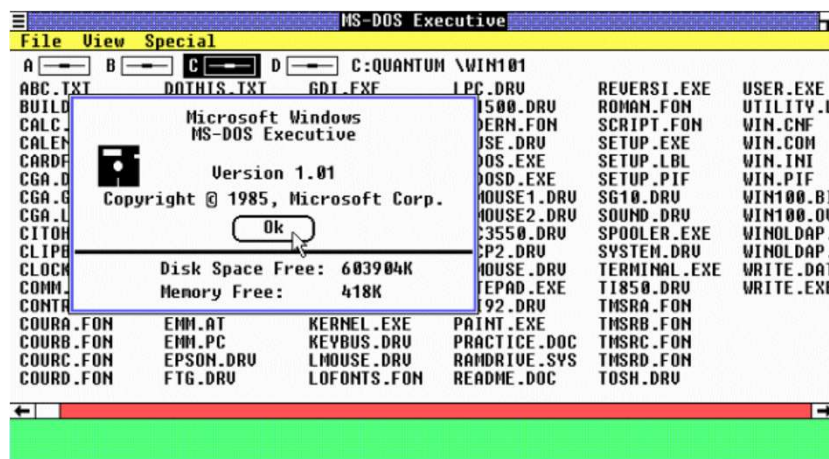 MS-DOS Executive
File View Special
A B C D C:QUANTUM \WIN101
ABC.TXT DOTHIS.TXT GDI.EXE LPC.DRV REVERSI.EXE USER.EXE
ROMAN.FON
SCRIPT.FON WIN.CNF
SETUP.EXE WIN.COM
SETUP.LBL WIN.INI
SETUP.PIF WIN.PIF
SG10.DRV
SOUND.DRV
SPOOLER.EXE
SYSTEM.DRV
TERMINAL.EXE
TI850.DRV
TMSRA.FON
Microsoft Windows
MS-DOS Executive
Version 1.01
Copyright © 1985, Microsoft Corp.
Ok
Disk Space Free: 603904K
Memory Free: 418K
COURA.FON EMM.AT KERNEL.EXE PAINT.EXE TMSRB.FON
COURB.FON EMM.PC KEYBUS.DRV PRACTICE.DOC TMSRC.FON
COURC.FON EPSON.DRV LMOUSE.DRV RAMDRIVE.SYS TMSRD.FON
COURD.FON FTG.DRV LOFONTS.FON README.DOC TOSH.DRV